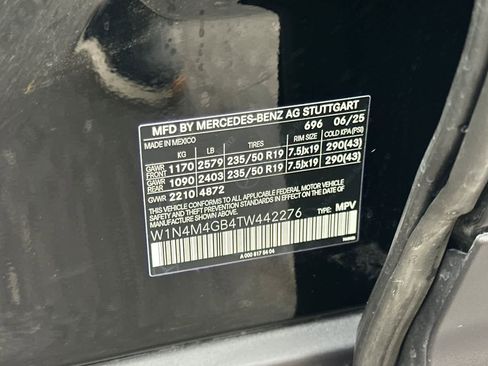 MFD BY MERCEDES-BENZ AG STUTTGART
696 06/25
MADE IN MEXICO
KG LB TIRES RIM SIZE COLD KPA(PSI)
GAWR FRONT 1170 2579 235/50 R19 7.5Jx19 290(43)
GAWR REAR 1090 2403 235/50 R19 7.5Jx19 290(43)
GVWR 2210 4872
THIS VEHICLE CONFORMS TO ALL APPLICABLE U.S. FEDERAL MOTOR VEHICLE
SAFETY AND THEFT PREVENTION STANDARDS IN EFFECT ON THE DATE OF
MANUFACTURE SHOWN ABOVE.
W1N4M4GB4TW442276 TYPE: MPV
A 000 817 54 04